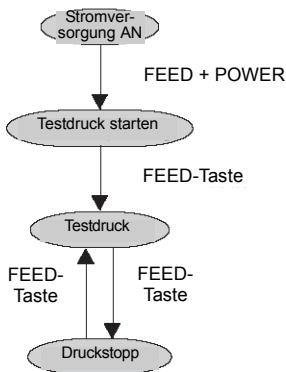 Stromver-
sorgung AN
FEED + POWER
Testdruck starten
FEED-Taste
Testdruck
FEED-
Taste
FEED-
Taste
Druckstopp